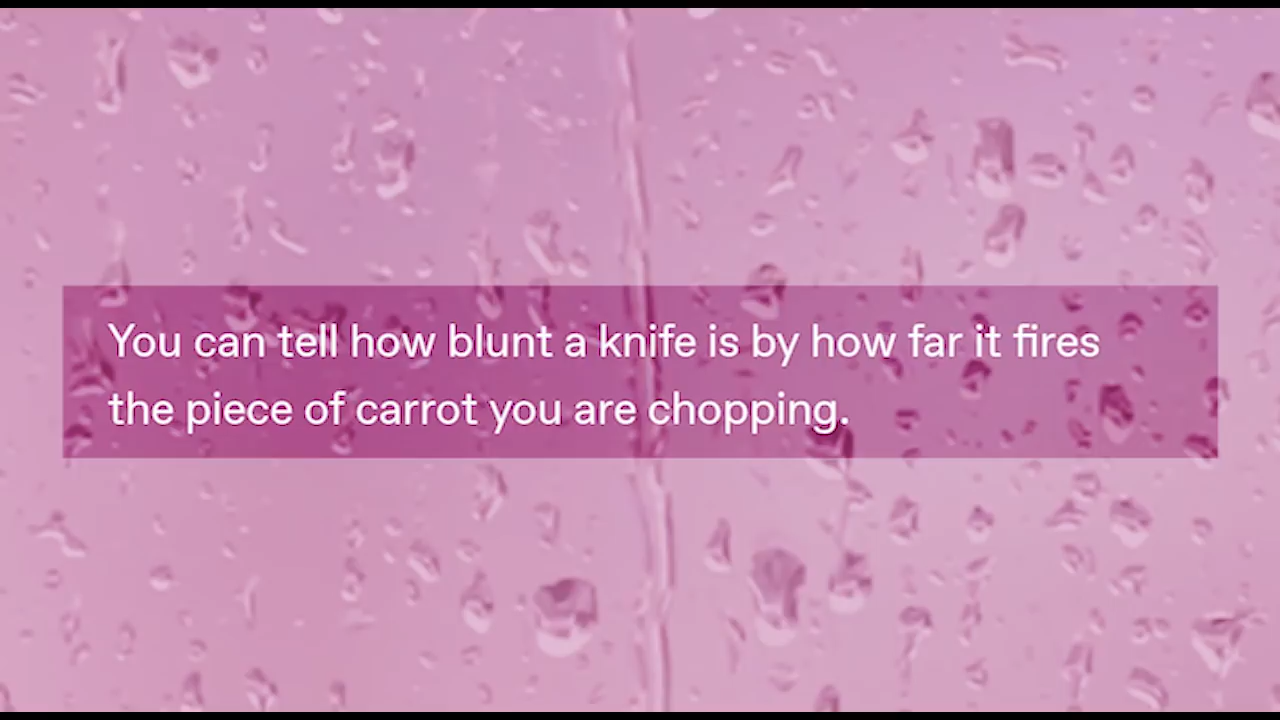 You can tell how blunt a knife is by how far it fires
the piece of carrot you are chopping.